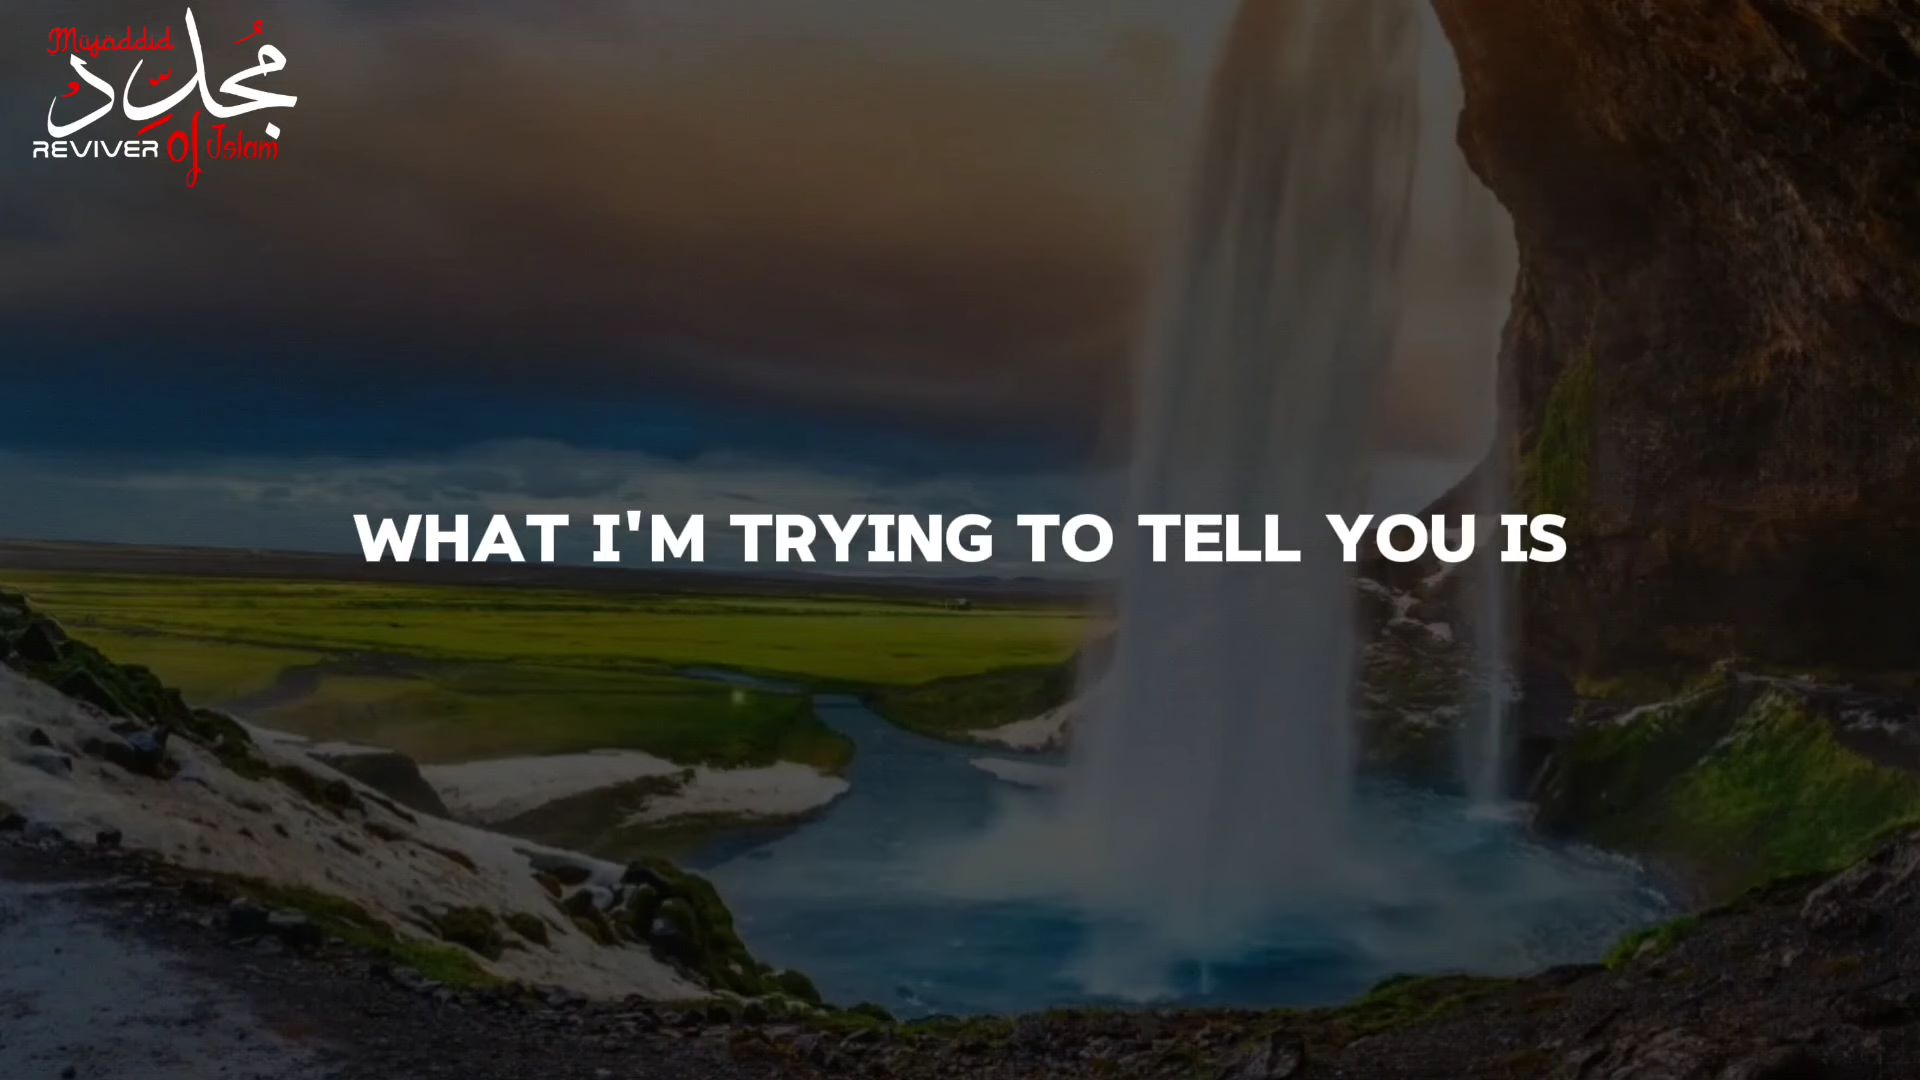 Mujaddid
مُجدِّد
REVIVER Of Islam
WHAT I'M TRYING TO TELL YOU IS